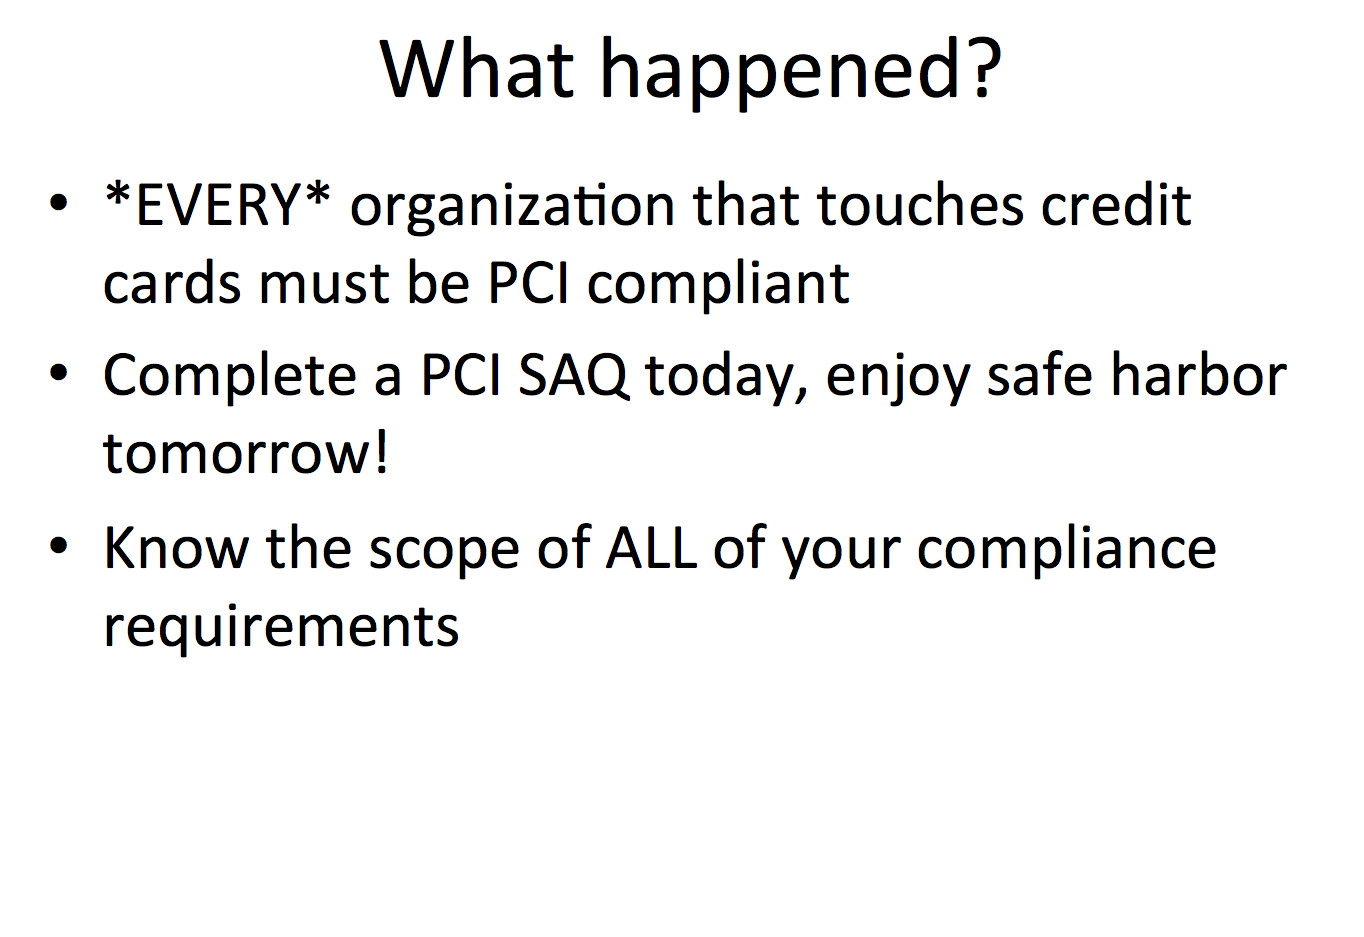 What happened?
• *EVERY* organization that touches credit
cards must be PCI compliant
• Complete a PCI SAQ today, enjoy safe harbor
tomorrow!
• Know the scope of ALL of your compliance
requirements